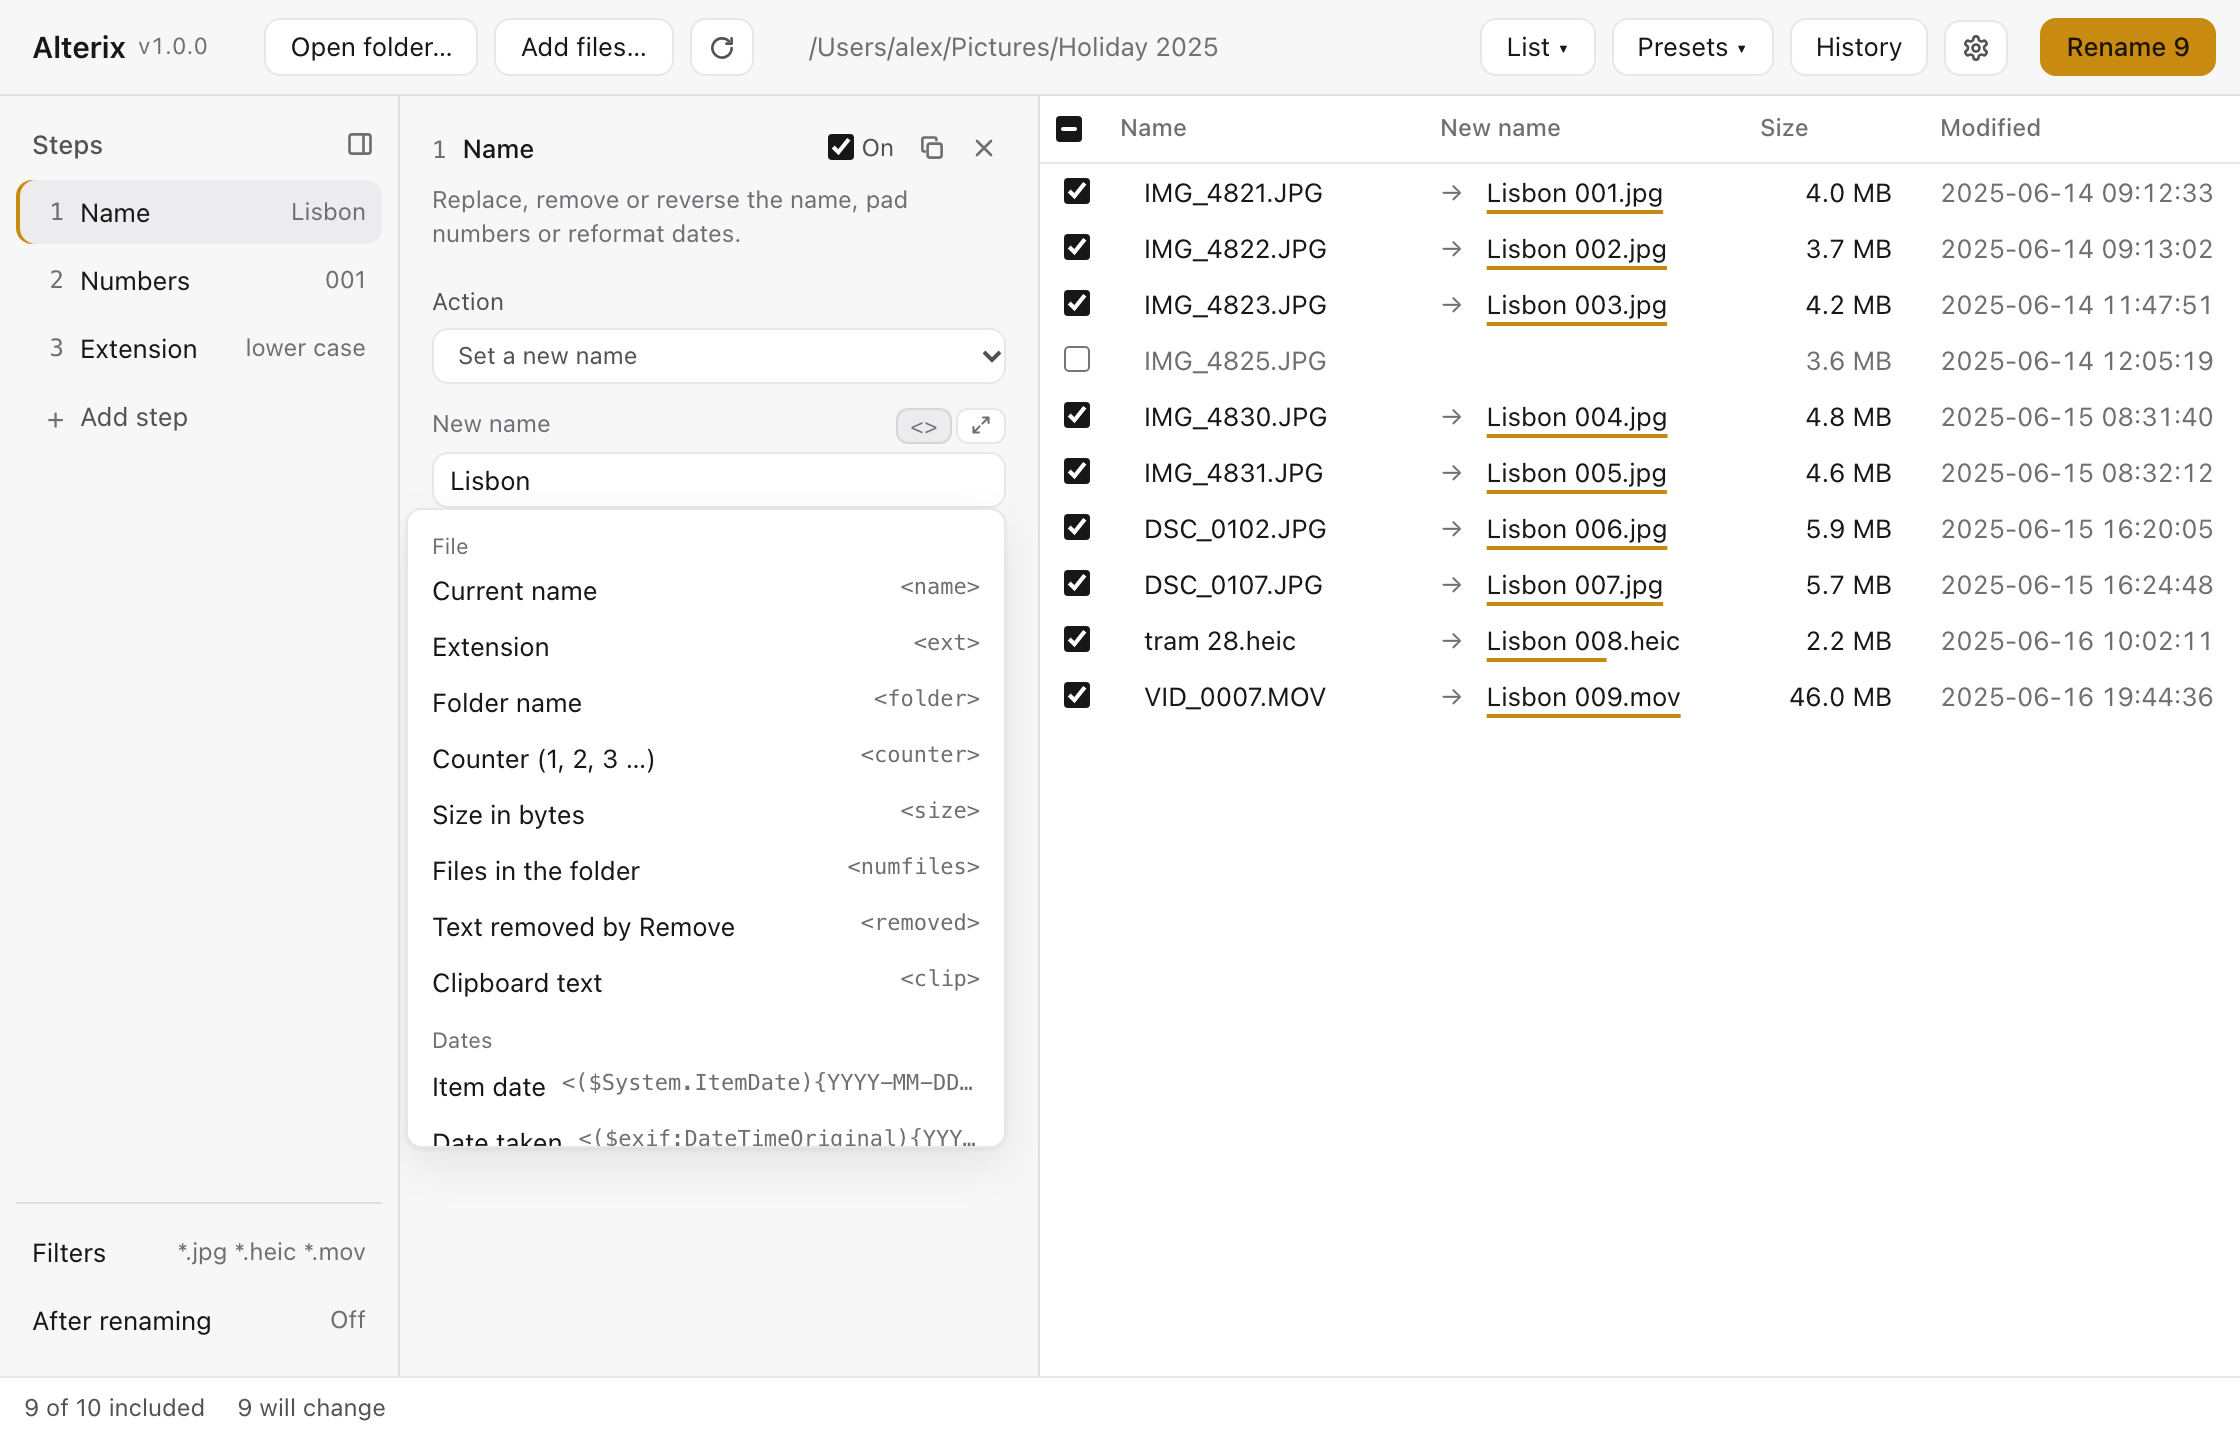 Alterix v1.0.0 Open folder... Add files... /Users/alex/Pictures/Holiday 2025 List ▾ Presets ▾ History Rename 9
Steps
1 Name Lisbon
2 Numbers 001
3 Extension lower case
+ Add step
Filters *.jpg *.heic *.mov
After renaming Off
1 Name On
Replace, remove or reverse the name, pad
numbers or reformat dates.
Action
Set a new name
New name <>
Lisbon
File
Current name <name>
Extension <ext>
Folder name <folder>
Counter (1, 2, 3 ...) <counter>
Size in bytes <size>
Files in the folder <numfiles>
Text removed by Remove <removed>
Clipboard text <clip>
Dates
Item date <($System.ItemDate){YYYY-MM-DD…
Date taken <($exif:DateTimeOriginal){YYY…
Name New name Size Modified
IMG_4821.JPG → Lisbon 001.jpg 4.0 MB 2025-06-14 09:12:33
IMG_4822.JPG → Lisbon 002.jpg 3.7 MB 2025-06-14 09:13:02
IMG_4823.JPG → Lisbon 003.jpg 4.2 MB 2025-06-14 11:47:51
IMG_4825.JPG 3.6 MB 2025-06-14 12:05:19
IMG_4830.JPG → Lisbon 004.jpg 4.8 MB 2025-06-15 08:31:40
IMG_4831.JPG → Lisbon 005.jpg 4.6 MB 2025-06-15 08:32:12
DSC_0102.JPG → Lisbon 006.jpg 5.9 MB 2025-06-15 16:20:05
DSC_0107.JPG → Lisbon 007.jpg 5.7 MB 2025-06-15 16:24:48
tram 28.heic → Lisbon 008.heic 2.2 MB 2025-06-16 10:02:11
VID_0007.MOV → Lisbon 009.mov 46.0 MB 2025-06-16 19:44:36
9 of 10 included 9 will change